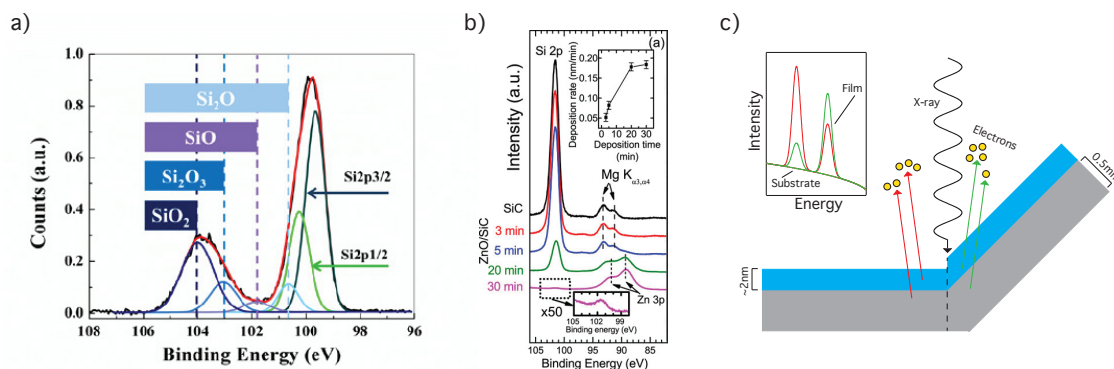 a)
Counts (a.u.)
1.0
0.8
0.6
0.4
0.2
0.0
Si₂O
SiO
Si₂O₃
SiO₂
Si2p3/2
Si2p1/2
108 106 104 102 100 98 96
Binding Energy (eV)
b)
(a)
Si 2p
Intensity (a.u.)
Deposition rate (nm/min)
0.20
0.15
0.10
0.05
0 10 20 30
Deposition time
(min)
Mg K α3,α4
SiC
ZnO/SiC
3 min
5 min
20 min
30 min
x50
Zn 3p
105 102 99
Binding energy (eV)
105 100 95 90 85
Binding Energy (eV)
c)
Intensity
Film
Substrate
Energy
X-ray
Electrons
0.5m
~2nm